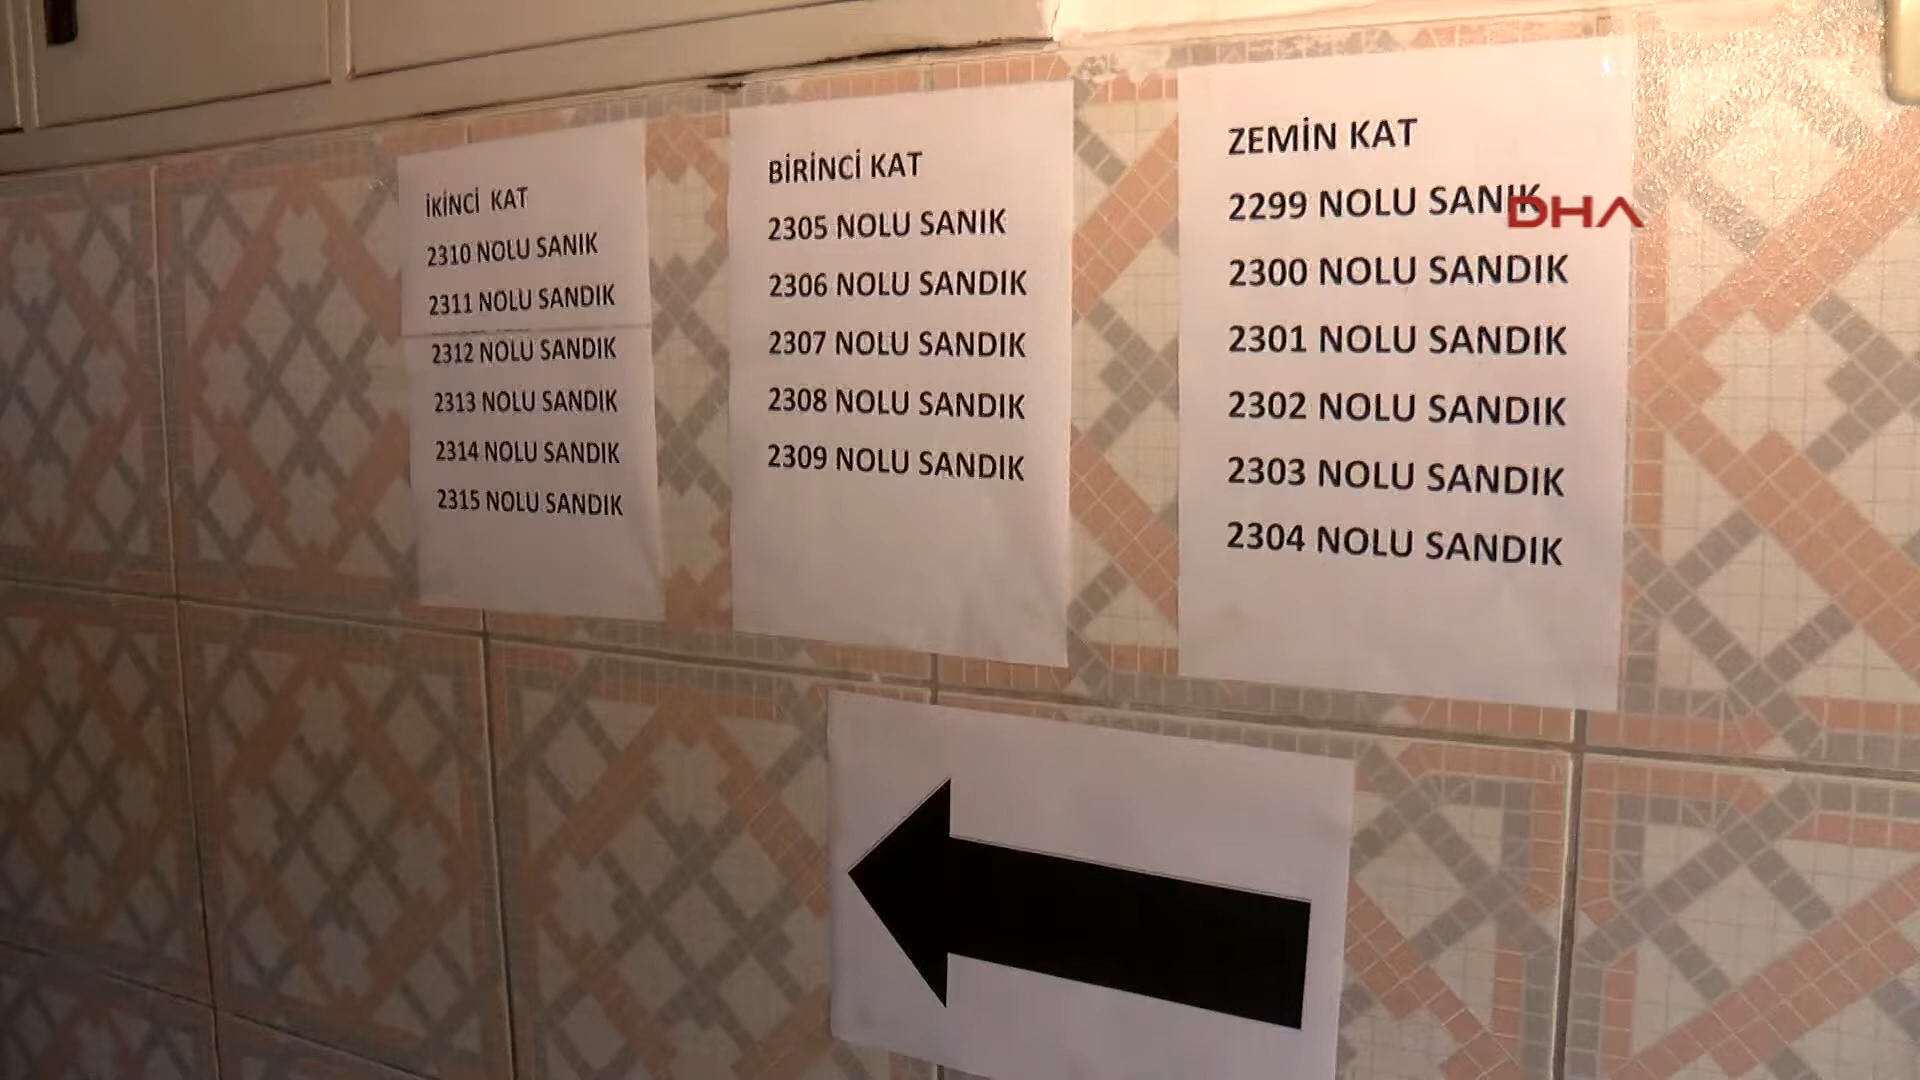 İKİNCİ KAT
2310 NOLU SANIK
2311 NOLU SANDIK
2312 NOLU SANDIK
2313 NOLU SANDIK
2314 NOLU SANDIK
2315 NOLU SANDIK
BİRİNCİ KAT
2305 NOLU SANIK
2306 NOLU SANDIK
2307 NOLU SANDIK
2308 NOLU SANDIK
2309 NOLU SANDIK
ZEMİN KAT
2299 NOLU SANIK
2300 NOLU SANDIK
2301 NOLU SANDIK
2302 NOLU SANDIK
2303 NOLU SANDIK
2304 NOLU SANDIK
DHA